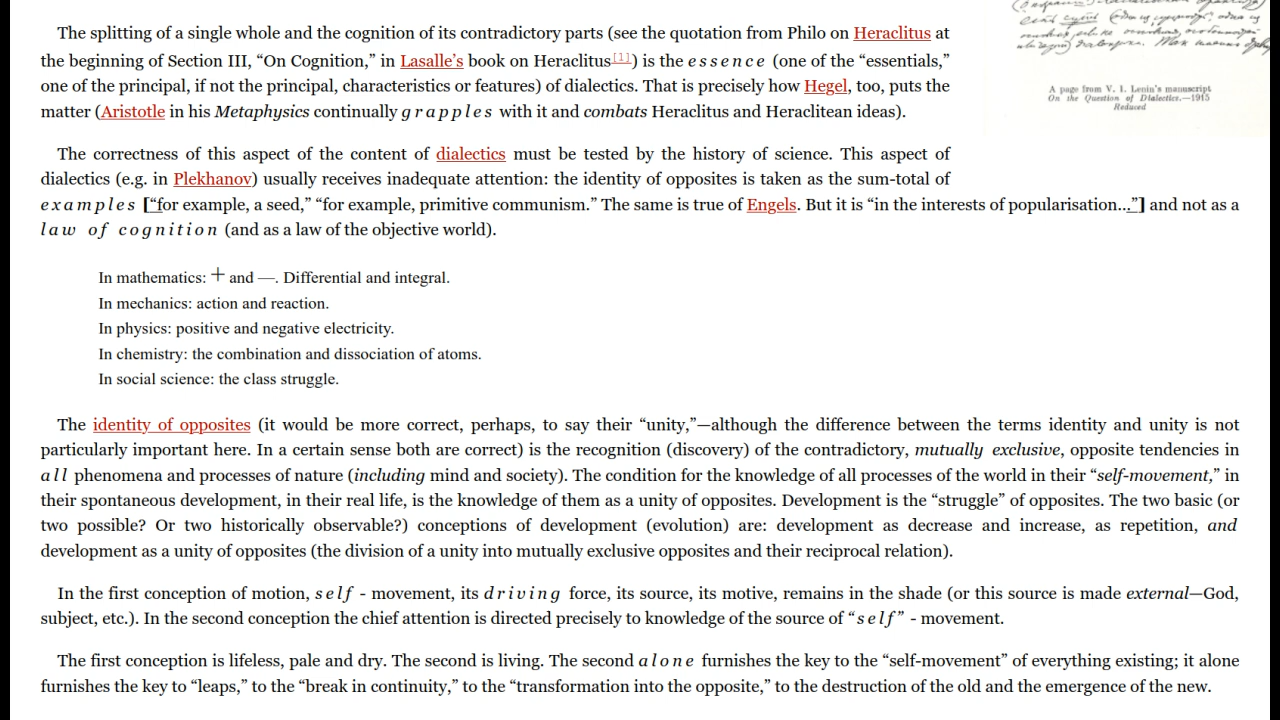 The splitting of a single whole and the cognition of its contradictory parts (see the quotation from Philo on Heraclitus at
the beginning of Section III, “On Cognition,” in Lasalle’s book on Heraclitus[1]) is the essence (one of the “essentials,”
one of the principal, if not the principal, characteristics or features) of dialectics. That is precisely how Hegel, too, puts the
matter (Aristotle in his Metaphysics continually grapples with it and combats Heraclitus and Heraclitean ideas).
A page from V. I. Lenin's manuscript
On the Question of Dialectics.—1915
Reduced
The correctness of this aspect of the content of dialectics must be tested by the history of science. This aspect of
dialectics (e.g. in Plekhanov) usually receives inadequate attention: the identity of opposites is taken as the sum-total of
examples [“for example, a seed,” “for example, primitive communism.” The same is true of Engels. But it is “in the interests of popularisation...”] and not as a
law of cognition (and as a law of the objective world).
In mathematics: + and —. Differential and integral.
In mechanics: action and reaction.
In physics: positive and negative electricity.
In chemistry: the combination and dissociation of atoms.
In social science: the class struggle.
The identity of opposites (it would be more correct, perhaps, to say their “unity,”—although the difference between the terms identity and unity is not
particularly important here. In a certain sense both are correct) is the recognition (discovery) of the contradictory, mutually exclusive, opposite tendencies in
all phenomena and processes of nature (including mind and society). The condition for the knowledge of all processes of the world in their “self-movement,” in
their spontaneous development, in their real life, is the knowledge of them as a unity of opposites. Development is the “struggle” of opposites. The two basic (or
two possible? Or two historically observable?) conceptions of development (evolution) are: development as decrease and increase, as repetition, and
development as a unity of opposites (the division of a unity into mutually exclusive opposites and their reciprocal relation).
In the first conception of motion, self - movement, its driving force, its source, its motive, remains in the shade (or this source is made external—God,
subject, etc.). In the second conception the chief attention is directed precisely to knowledge of the source of “self” - movement.
The first conception is lifeless, pale and dry. The second is living. The second alone furnishes the key to the “self-movement” of everything existing; it alone
furnishes the key to “leaps,” to the “break in continuity,” to the “transformation into the opposite,” to the destruction of the old and the emergence of the new.